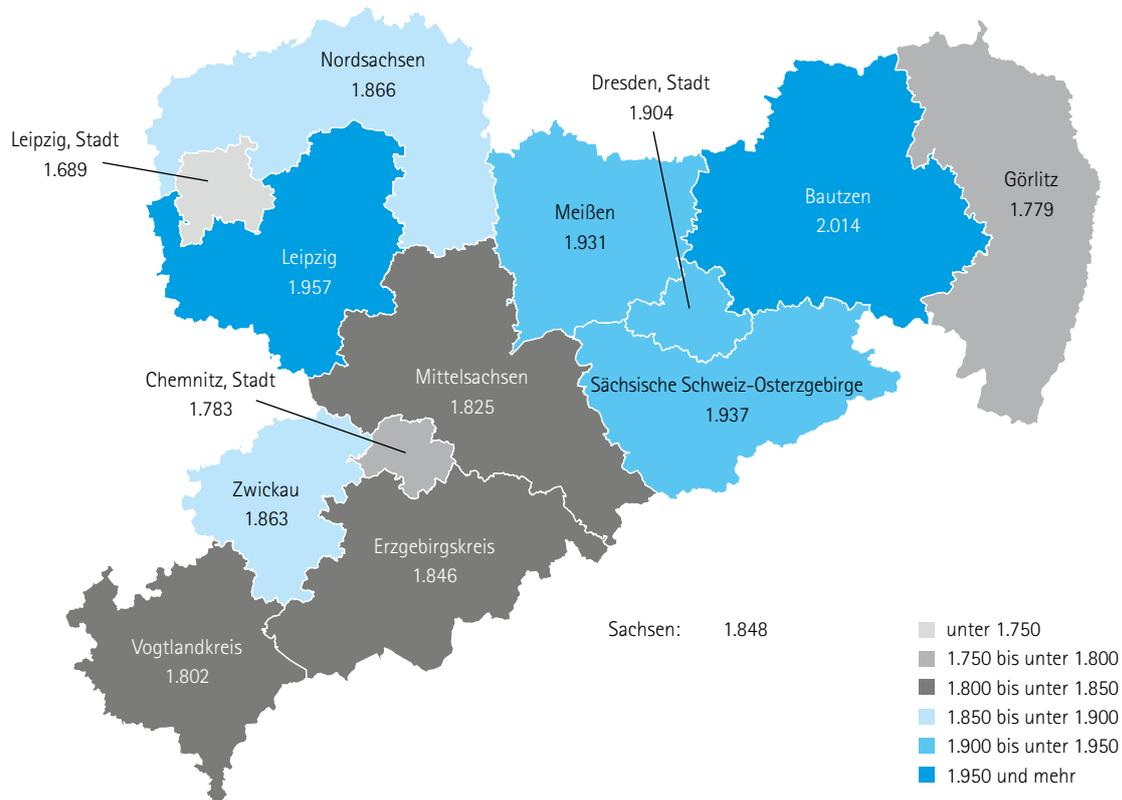 Nordsachsen
1.866
Dresden, Stadt
1.904
Leipzig, Stadt
1.689
Görlitz
1.779
Bautzen
2.014
Meißen
1.931
Leipzig
1.957
Chemnitz, Stadt
1.783
Mittelsachsen
1.825
Sächsische Schweiz-Osterzgebirge
1.937
Zwickau
1.863
Erzgebirgskreis
1.846
Vogtlandkreis
1.802
Sachsen: 1.848
unter 1.750
1.750 bis unter 1.800
1.800 bis unter 1.850
1.850 bis unter 1.900
1.900 bis unter 1.950
1.950 und mehr